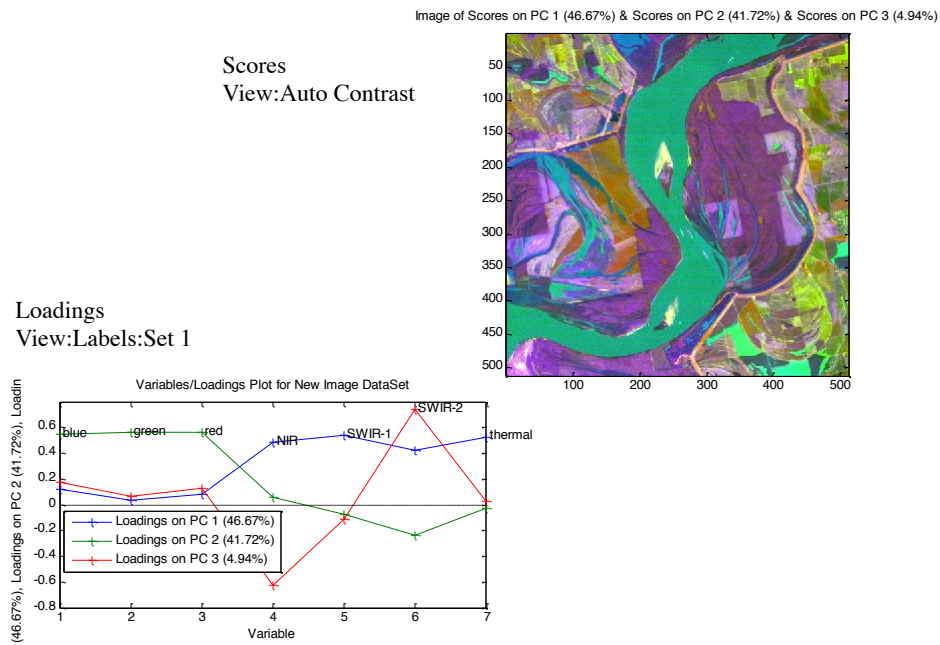 Image of Scores on PC 1 (46.67%) & Scores on PC 2 (41.72%) & Scores on PC 3 (4.94%)
Scores
View:Auto Contrast
50
100
150
200
250
300
350
400
450
500
100 200 300 400 500
Loadings
View:Labels:Set 1
Variables/Loadings Plot for New Image DataSet
(46.67%), Loadings on PC 2 (41.72%), Loadin
0.6
0.4
0.2
0
-0.2
-0.4
-0.6
-0.8
blue green red NIR SWIR-1 SWIR-2 thermal
Loadings on PC 1 (46.67%)
Loadings on PC 2 (41.72%)
Loadings on PC 3 (4.94%)
1 2 3 4 5 6 7
Variable